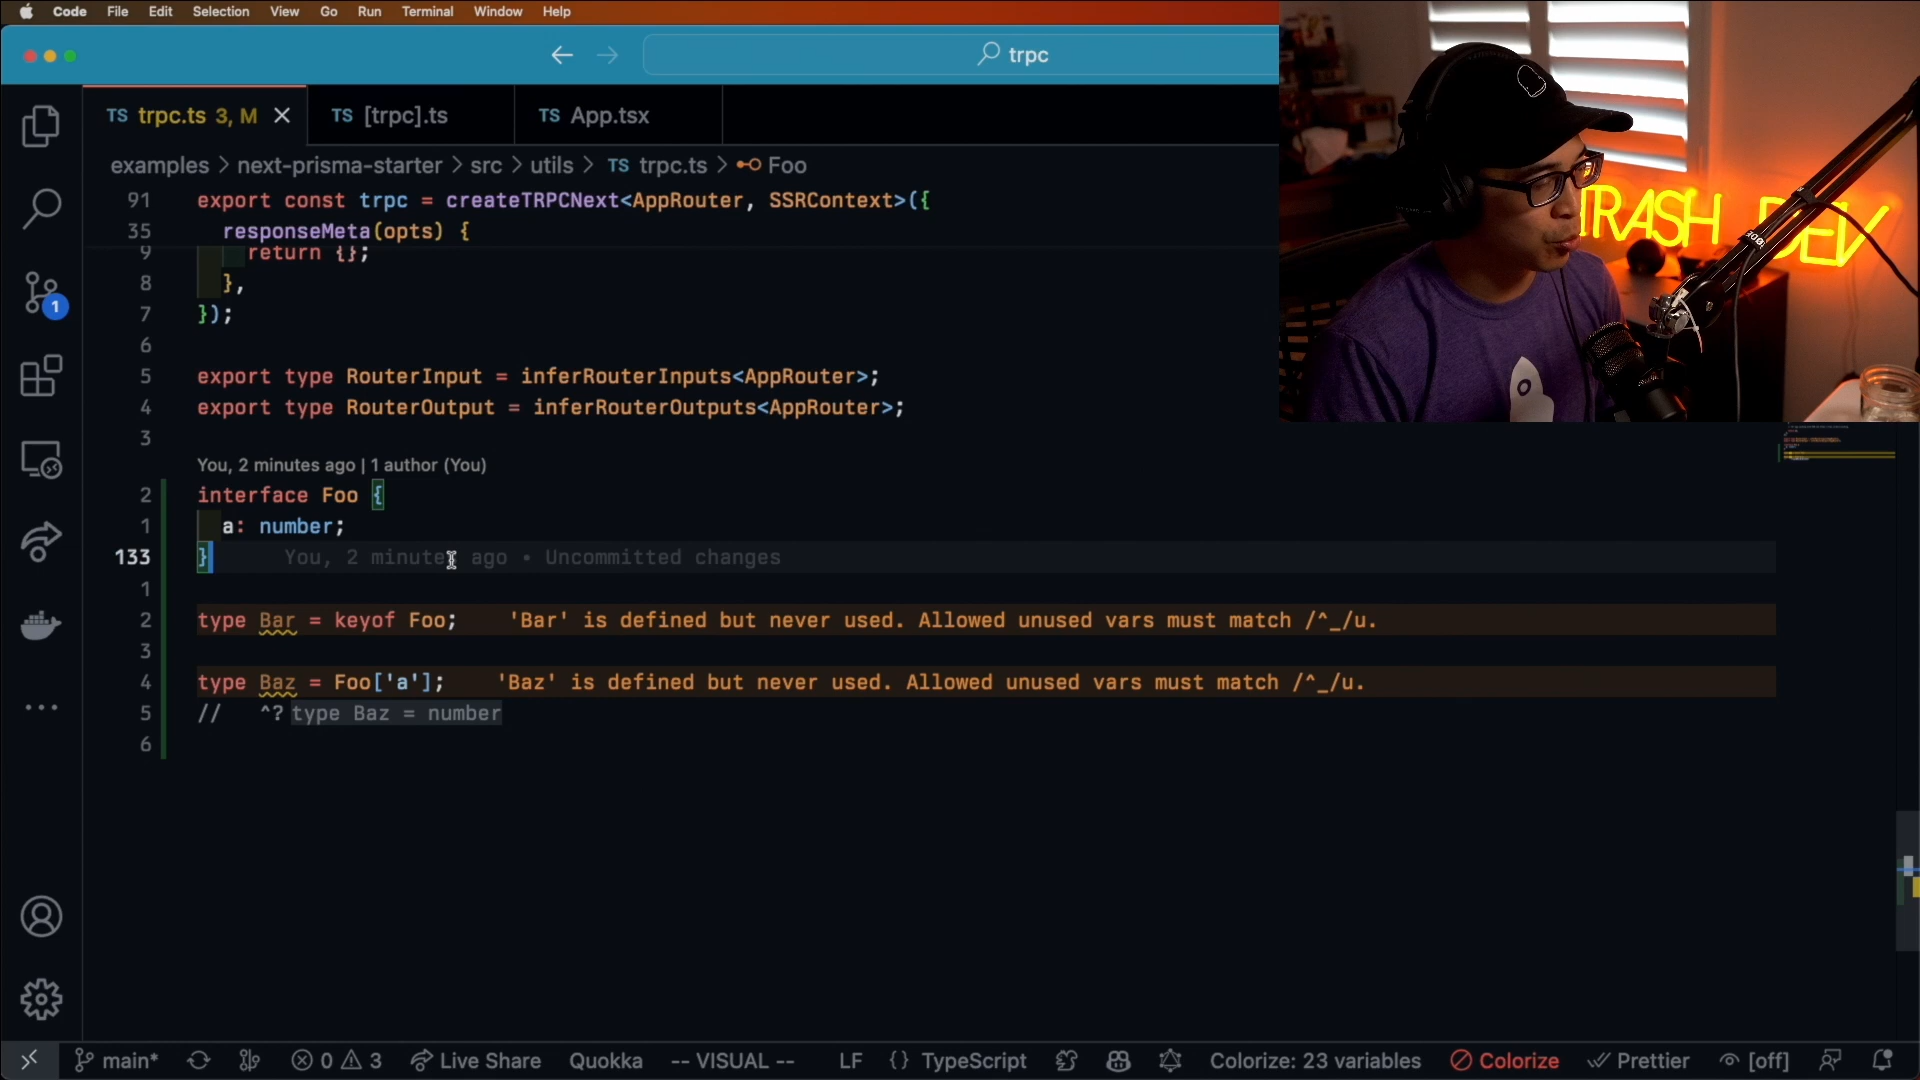 Code File Edit Selection View Go Run Terminal Window Help
trpc
TS trpc.ts 3, M
TS [trpc].ts
TS App.tsx
examples > next-prisma-starter > src > utils > TS trpc.ts > Foo
91 export const trpc = createTRPCNext<AppRouter, SSRContext>({
35 responseMeta(opts) {
9 return {};
8 },
7 });
6
5 export type RouterInput = inferRouterInputs<AppRouter>;
4 export type RouterOutput = inferRouterOutputs<AppRouter>;
3
You, 2 minutes ago | 1 author (You)
2 interface Foo {
1 a: number;
133 } You, 2 minutes ago • Uncommitted changes
1
2 type Bar = keyof Foo; 'Bar' is defined but never used. Allowed unused vars must match /^_/u.
3
4 type Baz = Foo['a']; 'Baz' is defined but never used. Allowed unused vars must match /^_/u.
5 // ^? type Baz = number
6
1
TRASH DEV
main* 0 3 Live Share Quokka -- VISUAL -- LF {} TypeScript Colorize: 23 variables Colorize Prettier [off]